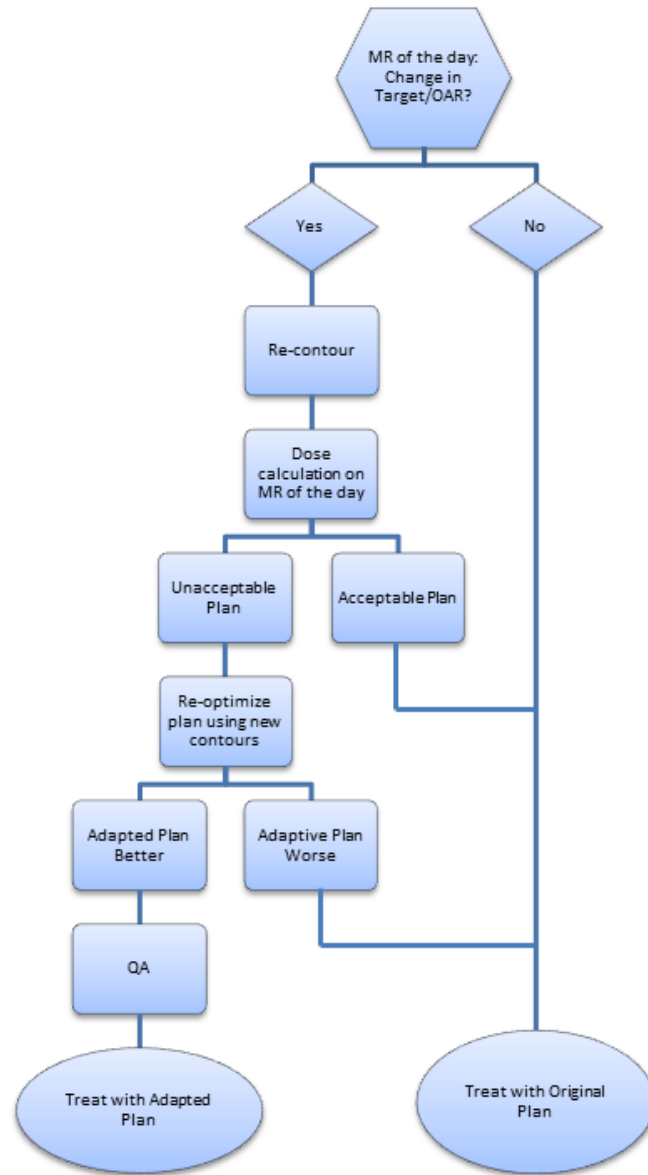 MR of the day:
Change in
Target/OAR?
Yes
No
Re-contour
Dose
calculation on
MR of the day
Unacceptable
Plan
Acceptable Plan
Re-optimize
plan using new
contours
Adapted Plan
Better
Adaptive Plan
Worse
QA
Treat with Adapted
Plan
Treat with Original
Plan